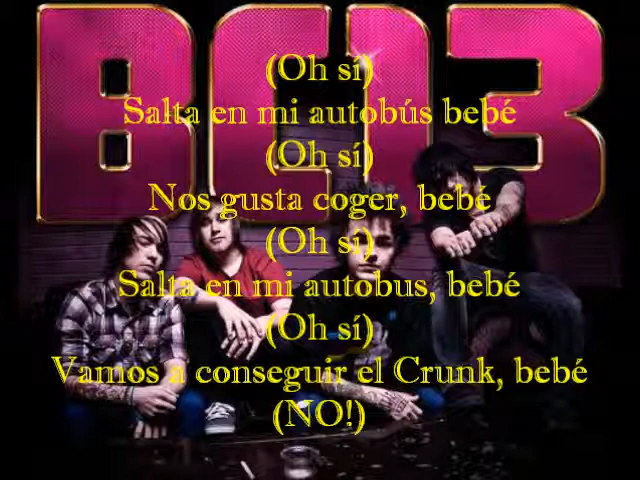 BC13
(Oh sí)
Salta en mi autobús bebé
(Oh sí)
Nos gusta coger, bebé
(Oh sí)
Salta en mi autobus, bebé
(Oh sí)
Vamos a conseguir el Crunk, bebé
(NO!)